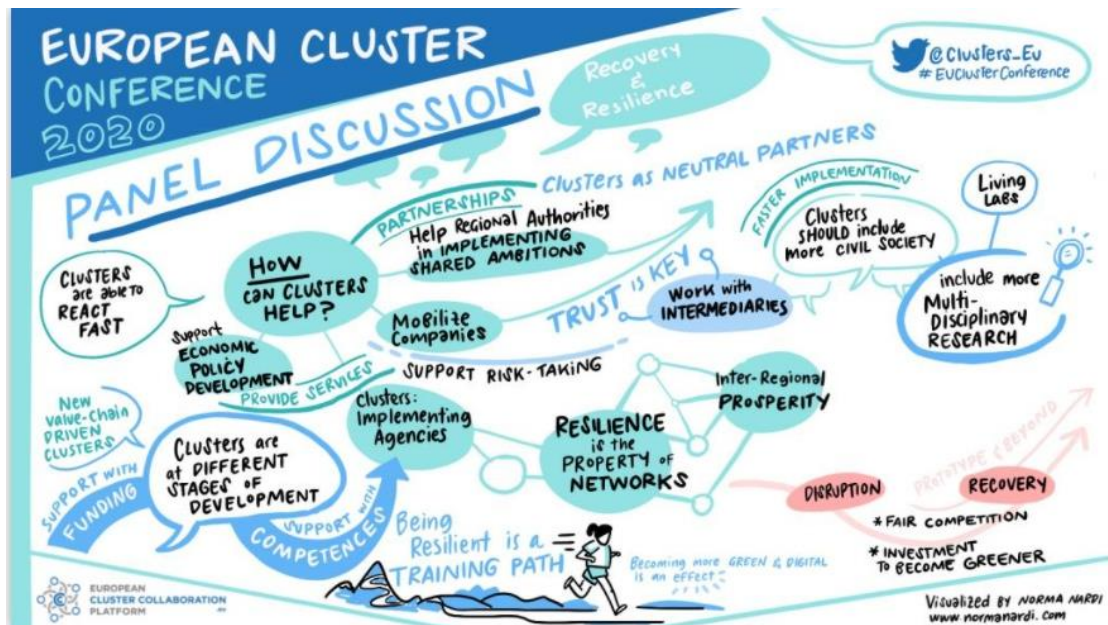 EUROPEAN CLUSTER
CONFERENCE
2020
PANEL DISCUSSION
Recovery
&
Resilience
@Clusters_Eu
# EUClusterConference
CLUSTERS
are able to
REACT
FAST
HOW
CAN CLUSTERS
HELP?
PARTNERSHIPS
Help Regional Authorities
in IMPLEMENTING
SHARED AMBITIONS
Clusters as NEUTRAL PARTNERS
Mobilize
Companies
Support
ECONOMIC
POLICY
DEVELOPMENT
PROVIDE SERVICES
SUPPORT RISK-TAKING
TRUST IS KEY
Work with
INTERMEDIARIES
FASTER IMPLEMENTATION
Clusters
SHOULD include
more CIVIL SOCIETY
Living
LABS
include more
Multi-
DISCIPLINARY
RESEARCH
New
value-chain
DRIVEN
CLUSTERS
SUPPORT WITH
FUNDING
Clusters are
at DIFFERENT
STAGES OF
DEVELOPMENT
SUPPORT WITH
COMPETENCES
Clusters:
Implementing
Agencies
RESILIENCE
is the
PROPERTY OF
NETWORKS
Inter-Regional
PROSPERITY
DISRUPTION
PROTOTYPE & BEYOND
RECOVERY
* FAIR COMPETITION
* INVESTMENT
TO BECOME GREENER
Being
Resilient is a
TRAINING PATH
Becoming more GREEN & DIGITAL
is an effect
EUROPEAN
CLUSTER COLLABORATION
PLATFORM
.eu
Visualized BY NORMA NARDI
www.normanardi.com